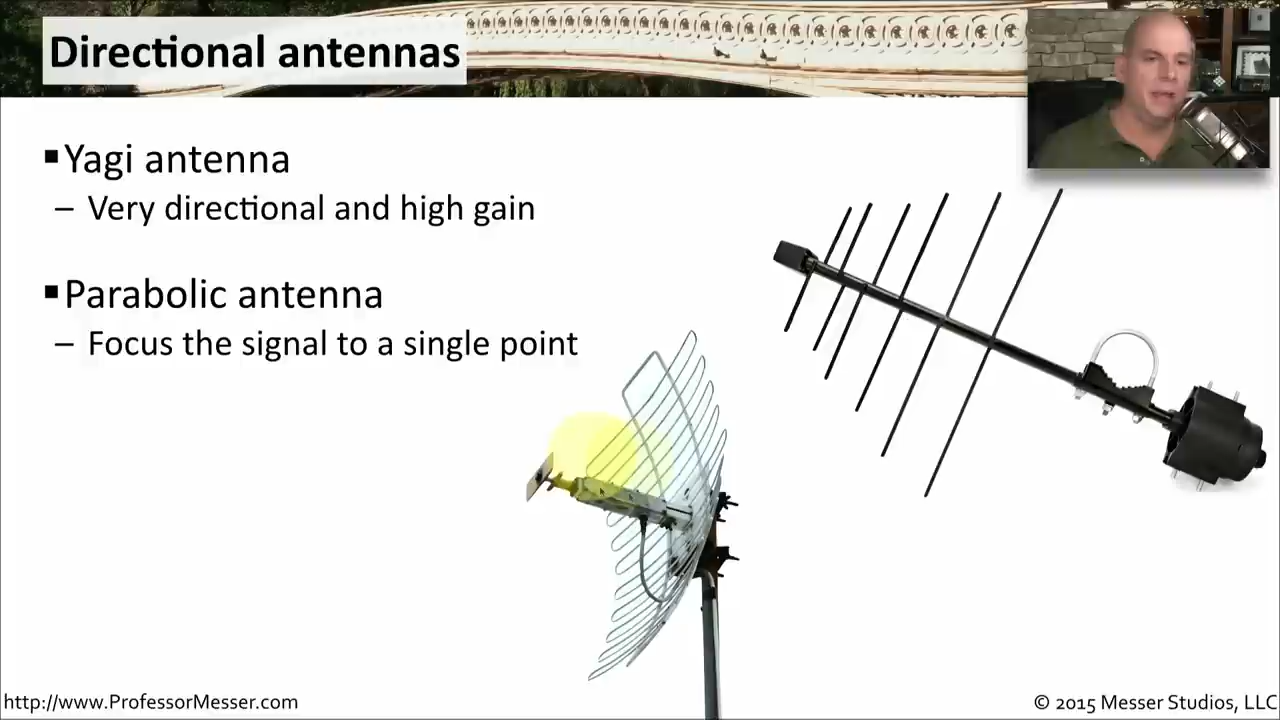 Directional antennas
▪Yagi antenna
– Very directional and high gain
▪Parabolic antenna
– Focus the signal to a single point
http://www.ProfessorMesser.com
© 2015 Messer Studios, LLC